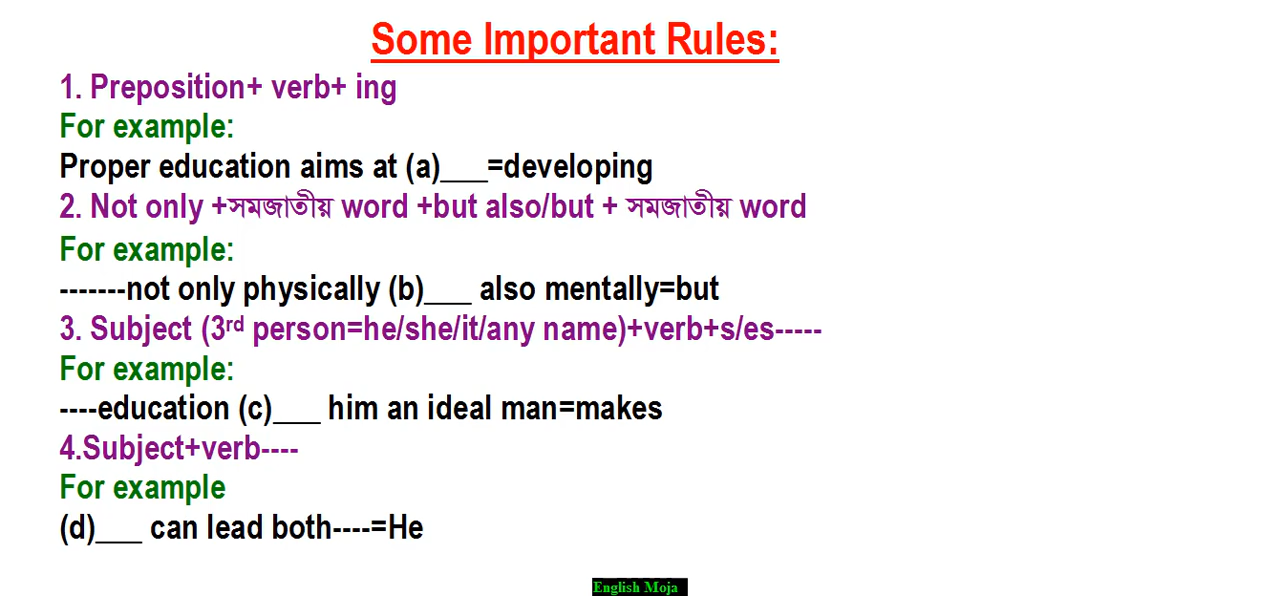 Some Important Rules:
1. Preposition+ verb+ ing
For example:
Proper education aims at (a)___=developing
2. Not only +সমজাতীয় word +but also/but + সমজাতীয় word
For example:
-------not only physically (b)___ also mentally=but
3. Subject (3rd person=he/she/it/any name)+verb+s/es-----
For example:
----education (c)___ him an ideal man=makes
4.Subject+verb----
For example
(d)___ can lead both----=He
English Moja